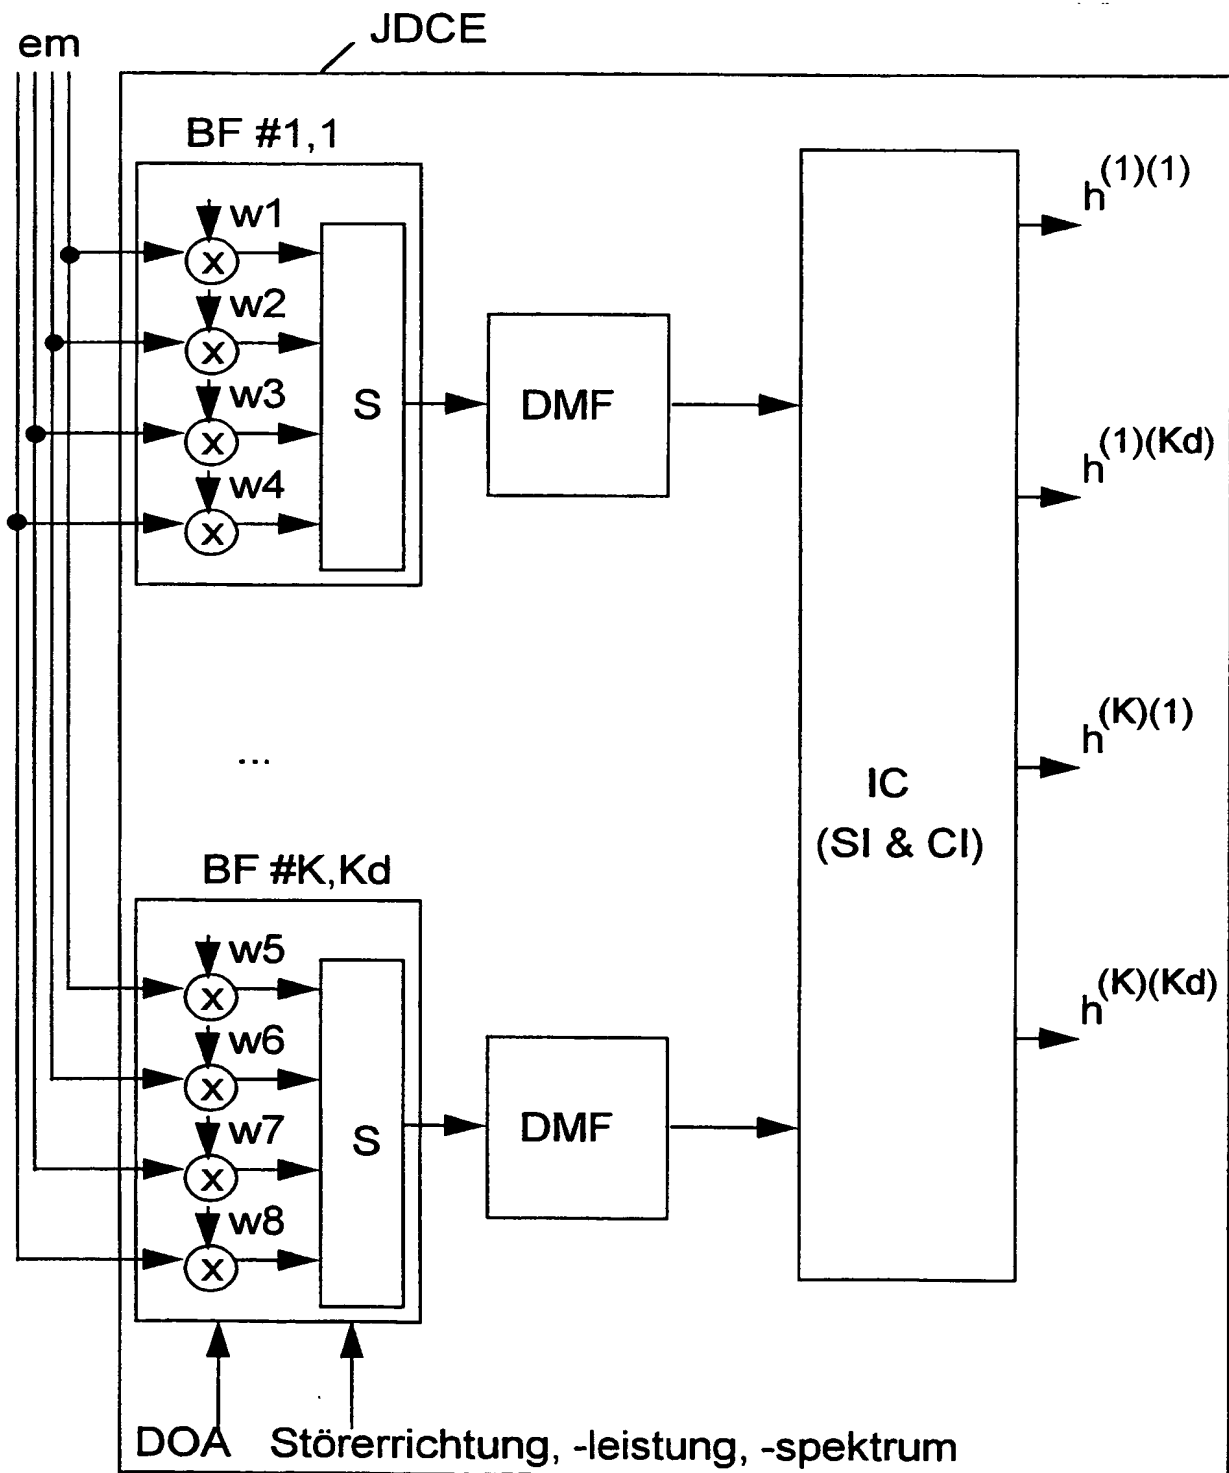 em
JDCE
BF #1,1
w1
x
w2
x
w3
x
w4
x
S
DMF
h(1)(1)
h(1)(Kd)
...
IC
(SI & CI)
h(K)(1)
h(K)(Kd)
BF #K,Kd
w5
x
w6
x
w7
x
w8
x
S
DMF
DOA
Störerrichtung, -leistung, -spektrum